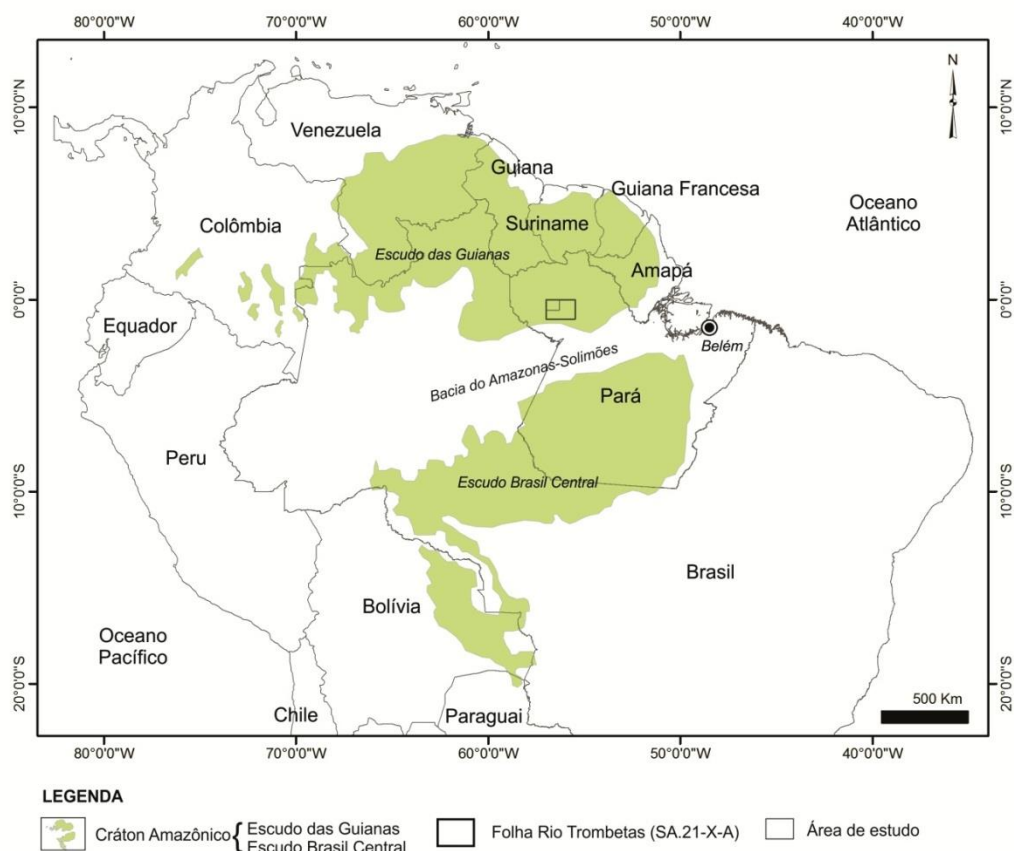 80°0'0"W 70°0'0"W 60°0'0"W 50°0'0"W 40°0'0"W
10°0'0"N
0°0'0"
10°0'0"S
20°0'0"S
N
10°0'0"N
0°0'0"
10°0'0"S
20°0'0"S
Venezuela
Guiana
Guiana Francesa
Colômbia
Suriname
Oceano
Atlântico
Escudo das Guianas
Amapá
Equador
Belém
Bacia do Amazonas-Solimões
Pará
Peru
Escudo Brasil Central
Brasil
Bolívia
Oceano
Pacífico
500 Km
Chile
Paraguai
80°0'0"W 70°0'0"W 60°0'0"W 50°0'0"W 40°0'0"W
LEGENDA
Cráton Amazônico{ Escudo das Guianas
Escudo Brasil Central
Folha Rio Trombetas (SA.21-X-A)
Área de estudo